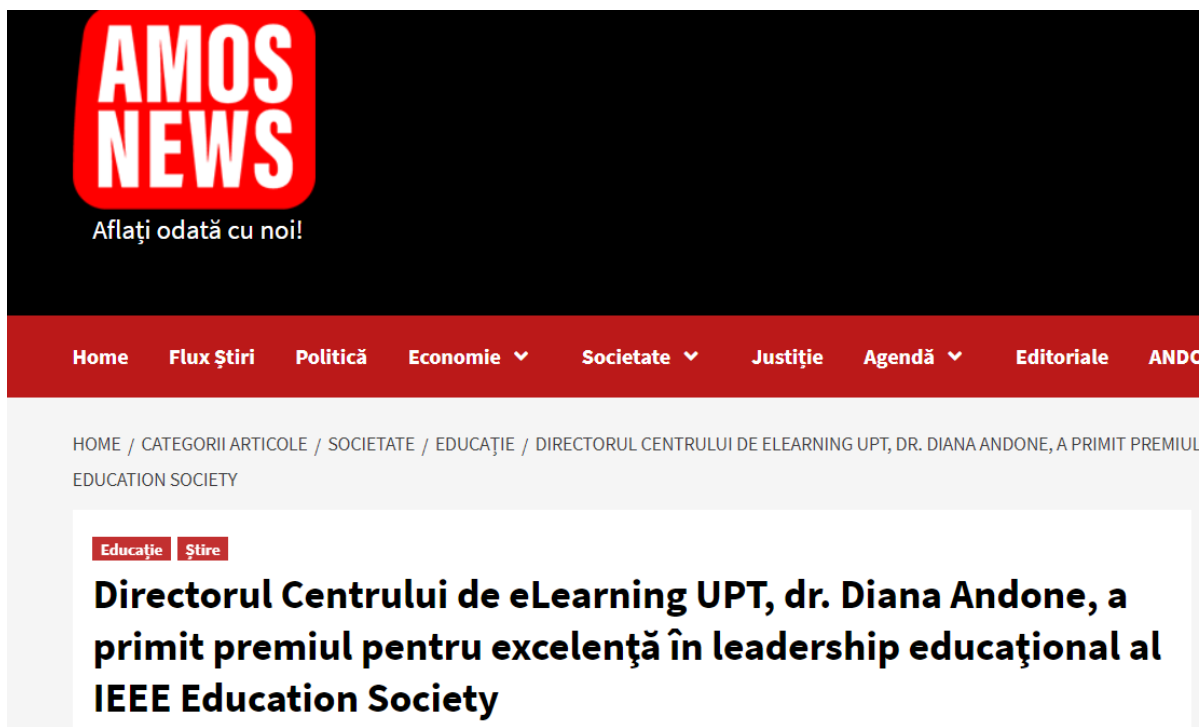 AMOS
NEWS
Aflați odată cu noi!
Home Flux Știri Politică Economie Societate Justiție Agendă Editoriale ANDO
HOME / CATEGORII ARTICOLE / SOCIETATE / EDUCAȚIE / DIRECTORUL CENTRULUI DE ELEARNING UPT, DR. DIANA ANDONE, A PRIMIT PREMIUL
EDUCATION SOCIETY
Educație Știre
Directorul Centrului de eLearning UPT, dr. Diana Andone, a
primit premiul pentru excelenţă în leadership educaţional al
IEEE Education Society